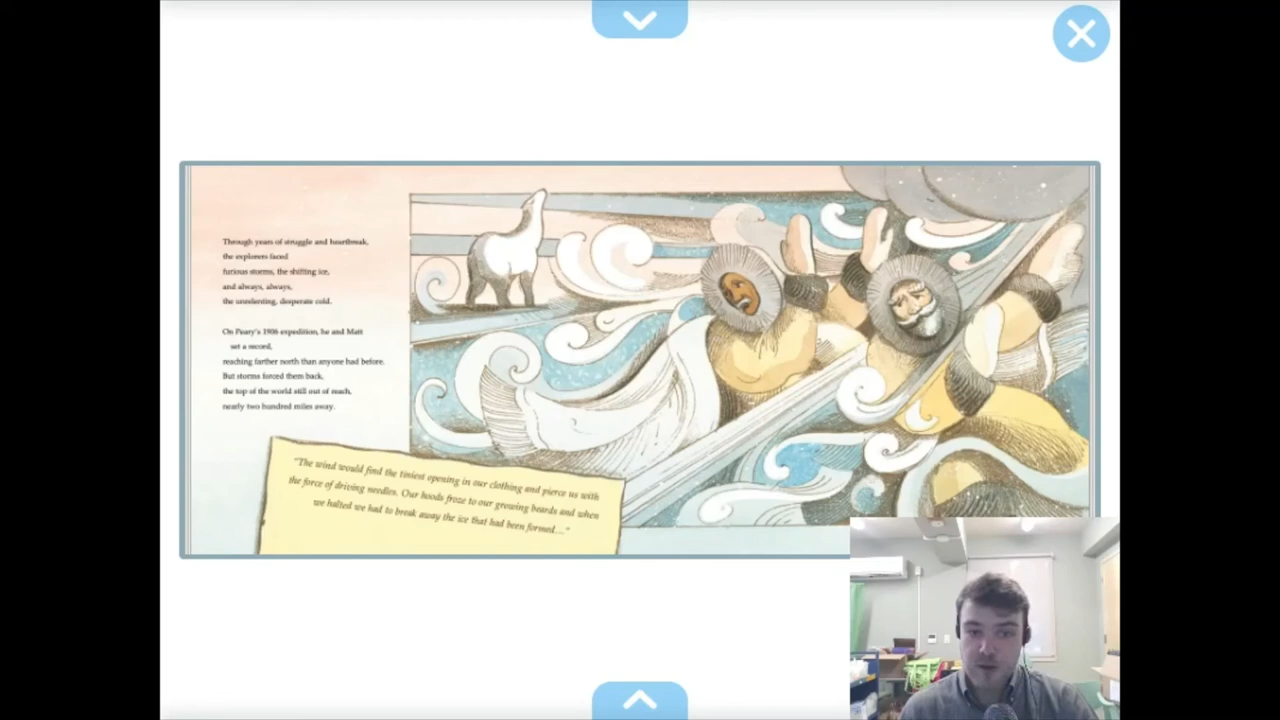 Through years of struggle and heartbreak,
the explorers faced
furious storms, the shifting ice,
and always, always,
the unrelenting, desperate cold.
On Peary's 1906 expedition, he and Matt
set a record,
reaching farther north than anyone had before.
But storms forced them back,
the top of the world still out of reach,
nearly two hundred miles away.
"The wind would find the tiniest opening in our clothing and pierce us with
the force of driving needles. Our hoods froze to our growing beards and when
we halted we had to break away the ice that had been formed...."